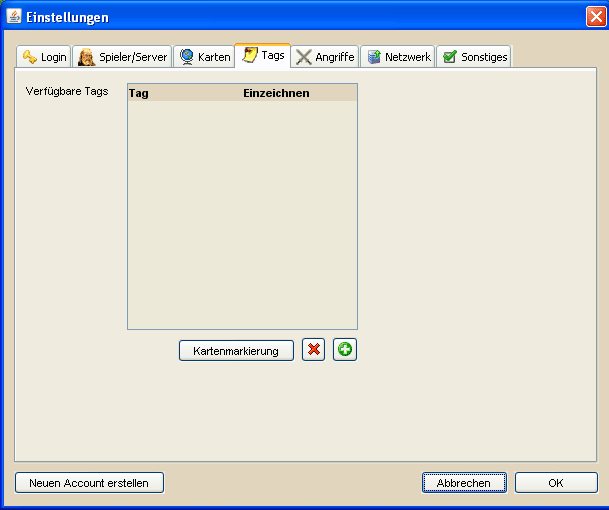 Einstellungen
Login Spieler/Server Karten Tags Angriffe Netzwerk Sonstiges
Verfügbare Tags
Tag Einzeichnen
Kartenmarkierung
Neuen Account erstellen Abbrechen OK